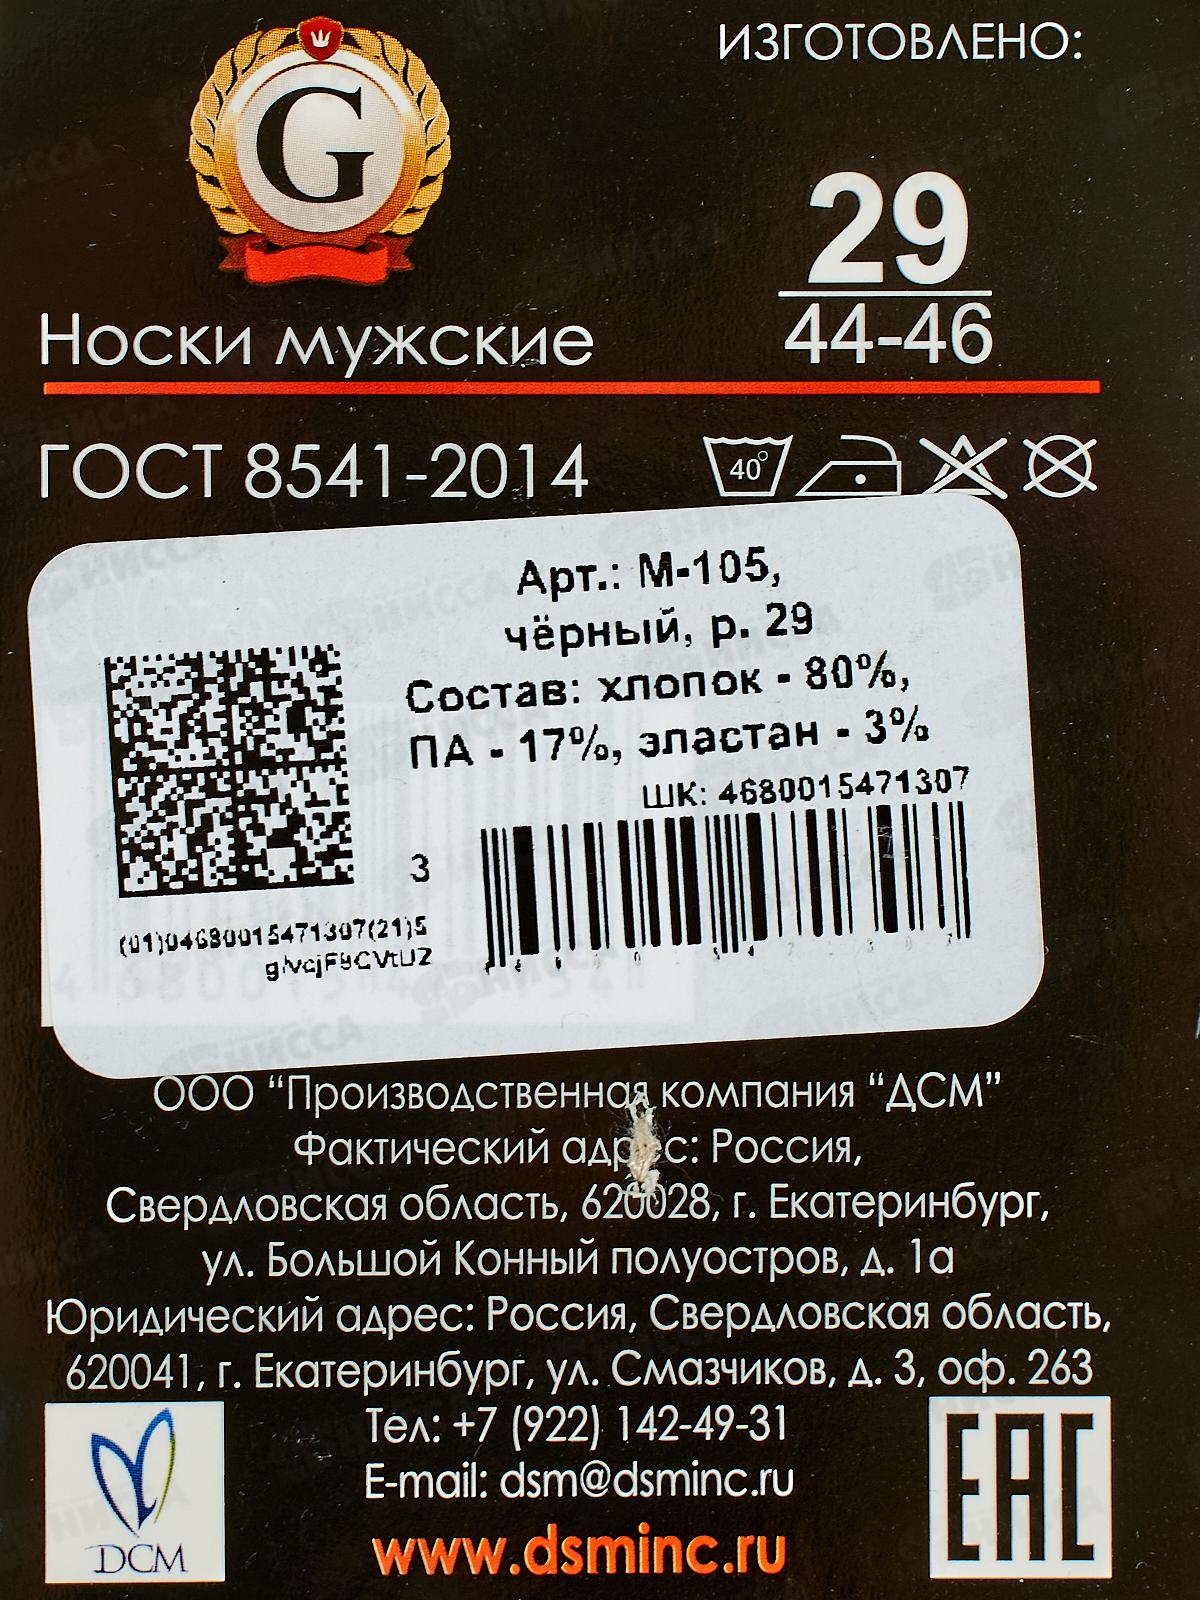 G
ИЗГОТОВЛЕНО:
29
44-46
Носки мужские
ГОСТ 8541-2014
40°
Арт.: М-105,
чёрный, р. 29
Состав: хлопок - 80%,
ПА - 17%, эластан - 3%
ШК: 4680015471307
3
(01)04680015471307(21)5
ООО "Производственная компания "ДСМ"
Фактический адрес: Россия,
Свердловская область, 620028, г. Екатеринбург,
ул. Большой Конный полуостров, д. 1а
Юридический адрес: Россия, Свердловская область,
620041, г. Екатеринбург, ул. Смазчиков, д. 3, оф. 263
Тел: +7 (922) 142-49-31
E-mail: dsm@dsminc.ru
www.dsminc.ru
DCM
EAC